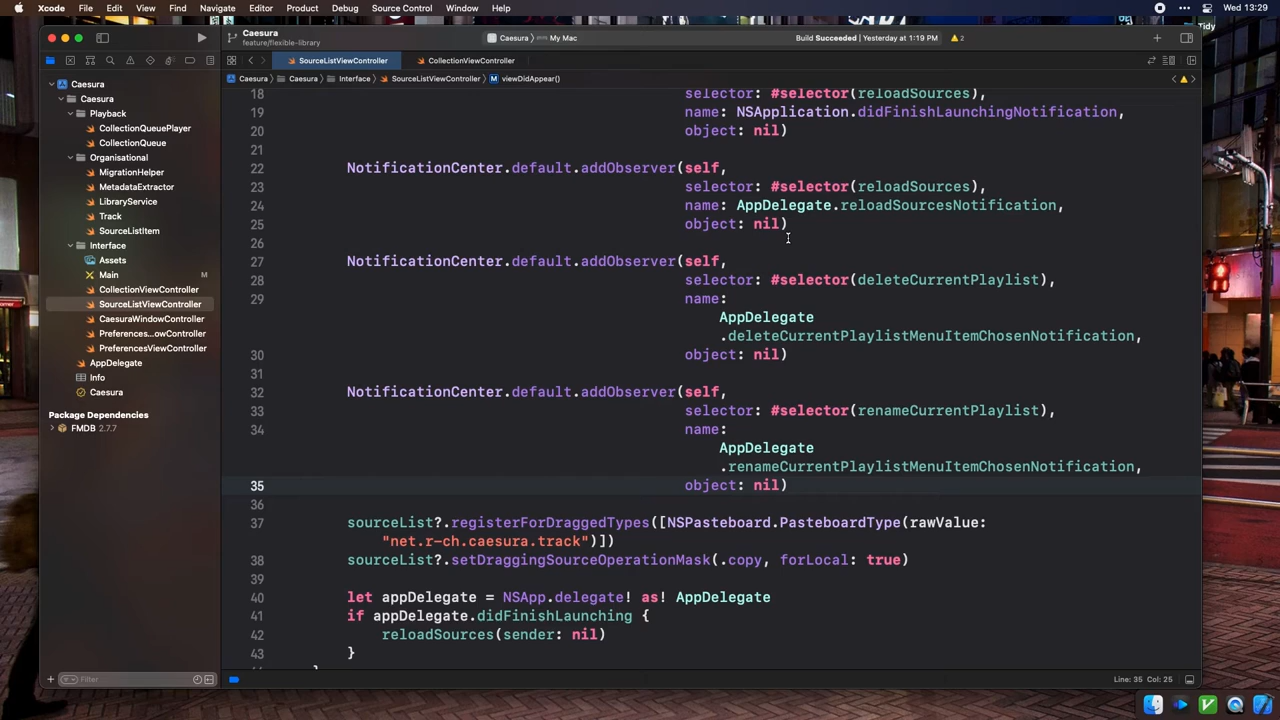 Xcode File Edit View Find Navigate Editor Product Debug Source Control Window Help Wed 13:29
Tidy
Caesura
feature/flexible-library
Caesura 〉 My Mac
Build Succeeded | Yesterday at 1:19 PM 2
SourceListViewController CollectionViewController
Caesura 〉 Caesura 〉 Interface 〉 SourceListViewController 〉 M viewDidAppear()
Caesura
Caesura
Playback
CollectionQueuePlayer
CollectionQueue
Organisational
MigrationHelper
MetadataExtractor
LibraryService
Track
SourceListItem
Interface
Assets
Main M
CollectionViewController
SourceListViewController
CaesuraWindowController
Preferences...owController
PreferencesViewController
AppDelegate
Info
Caesura
Package Dependencies
FMDB 2.7.7
Filter
18 selector: #selector(reloadSources),
19 name: NSApplication.didFinishLaunchingNotification,
20 object: nil)
21
22 NotificationCenter.default.addObserver(self,
23 selector: #selector(reloadSources),
24 name: AppDelegate.reloadSourcesNotification,
25 object: nil)
26
27 NotificationCenter.default.addObserver(self,
28 selector: #selector(deleteCurrentPlaylist),
29 name:
AppDelegate
.deleteCurrentPlaylistMenuItemChosenNotification,
30 object: nil)
31
32 NotificationCenter.default.addObserver(self,
33 selector: #selector(renameCurrentPlaylist),
34 name:
AppDelegate
.renameCurrentPlaylistMenuItemChosenNotification,
35 object: nil)
36
37 sourceList?.registerForDraggedTypes([NSPasteboard.PasteboardType(rawValue:
"net.r-ch.caesura.track")])
38 sourceList?.setDraggingSourceOperationMask(.copy, forLocal: true)
39
40 let appDelegate = NSApp.delegate! as! AppDelegate
41 if appDelegate.didFinishLaunching {
42 reloadSources(sender: nil)
43 }
Line: 35 Col: 25